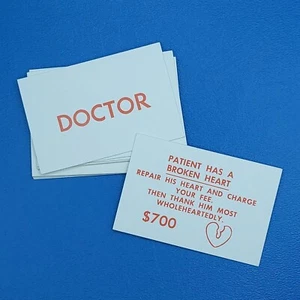 DOCTOR
PATIENT HAS A
BROKEN HEART
REPAIR HIS HEART AND CHARGE
YOUR FEE.
THEN THANK HIM MOST
WHOLEHEARTEDLY.
$700